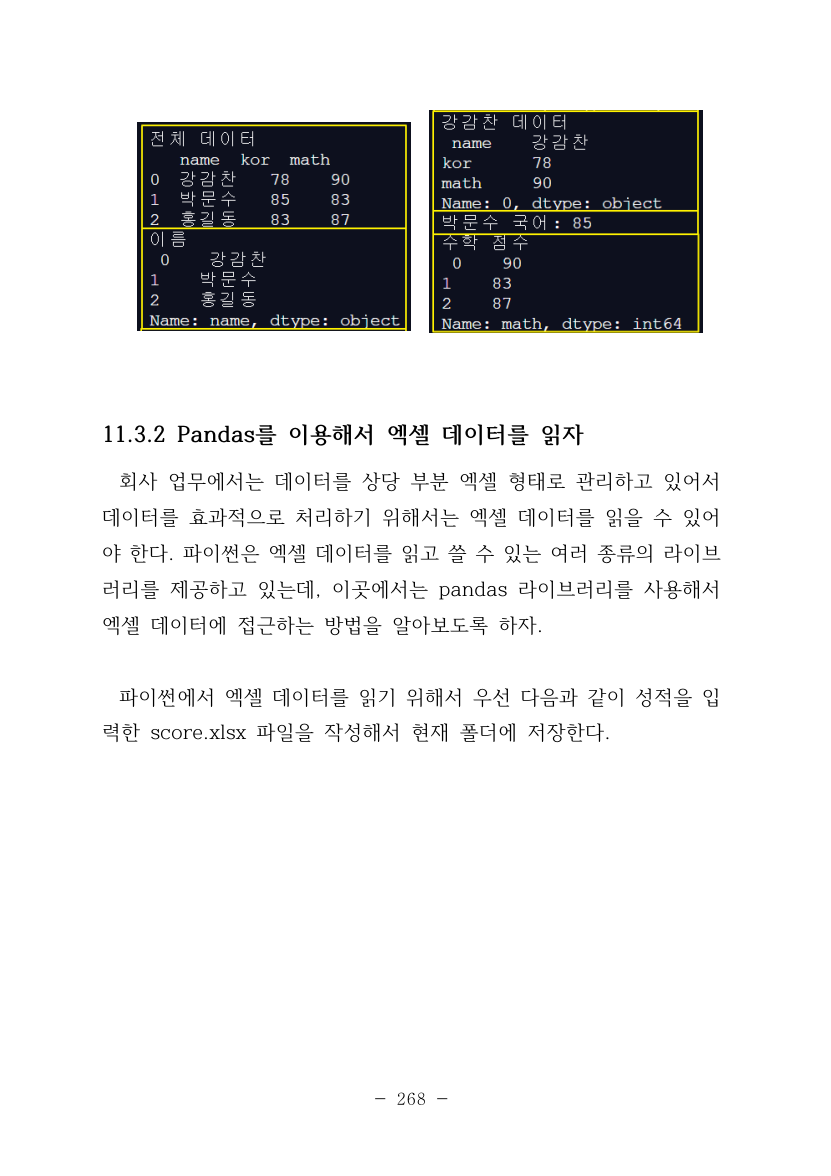 전체 데이터
name kor math
0 강감찬 78 90
1 박문수 85 83
2 홍길동 83 87
이름
0 강감찬
1 박문수
2 홍길동
Name: name, dtype: object
강감찬 데이터
name 강감찬
kor 78
math 90
Name: 0, dtype: object
박문수 국어: 85
수학 점수
0 90
1 83
2 87
Name: math, dtype: int64
11.3.2 Pandas를 이용해서 엑셀 데이터를 읽자
회사 업무에서는 데이터를 상당 부분 엑셀 형태로 관리하고 있어서
데이터를 효과적으로 처리하기 위해서는 엑셀 데이터를 읽을 수 있어
야 한다. 파이썬은 엑셀 데이터를 읽고 쓸 수 있는 여러 종류의 라이브
러리를 제공하고 있는데, 이곳에서는 pandas 라이브러리를 사용해서
엑셀 데이터에 접근하는 방법을 알아보도록 하자.
파이썬에서 엑셀 데이터를 읽기 위해서 우선 다음과 같이 성적을 입
력한 score.xlsx 파일을 작성해서 현재 폴더에 저장한다.
- 268 -